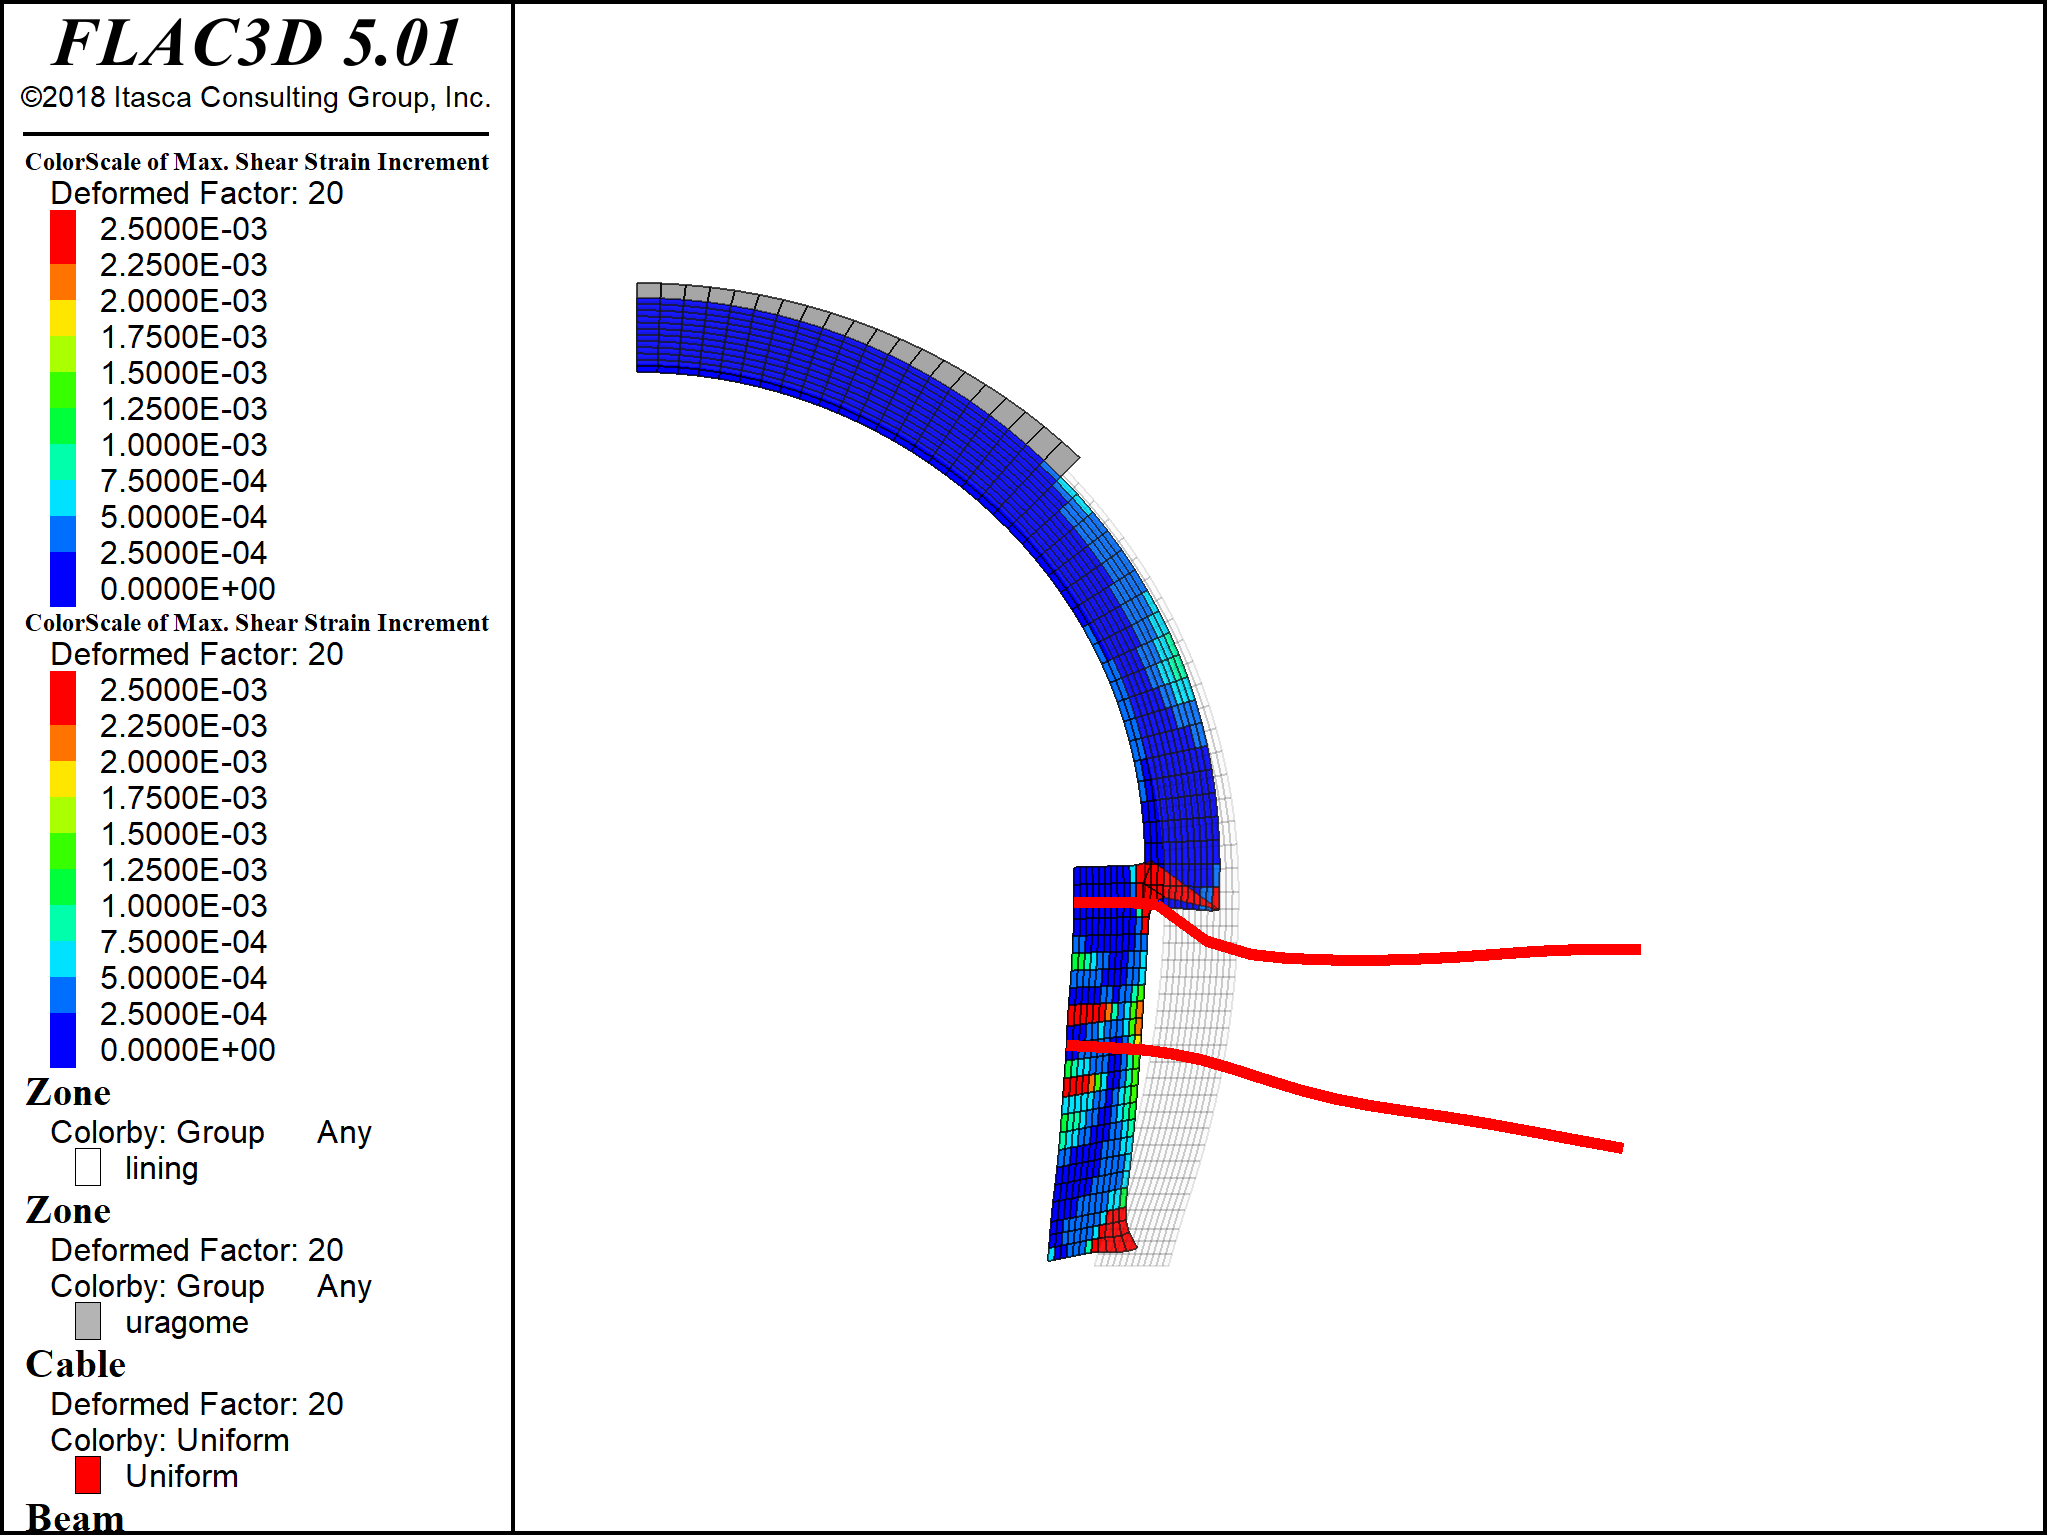 FLAC3D 5.01
©2018 Itasca Consulting Group, Inc.
ColorScale of Max. Shear Strain Increment
Deformed Factor: 20
2.5000E-03
2.2500E-03
2.0000E-03
1.7500E-03
1.5000E-03
1.2500E-03
1.0000E-03
7.5000E-04
5.0000E-04
2.5000E-04
0.0000E+00
ColorScale of Max. Shear Strain Increment
Deformed Factor: 20
2.5000E-03
2.2500E-03
2.0000E-03
1.7500E-03
1.5000E-03
1.2500E-03
1.0000E-03
7.5000E-04
5.0000E-04
2.5000E-04
0.0000E+00
Zone
Colorby: Group Any
lining
Zone
Deformed Factor: 20
Colorby: Group Any
uragome
Cable
Deformed Factor: 20
Colorby: Uniform
Uniform
Beam